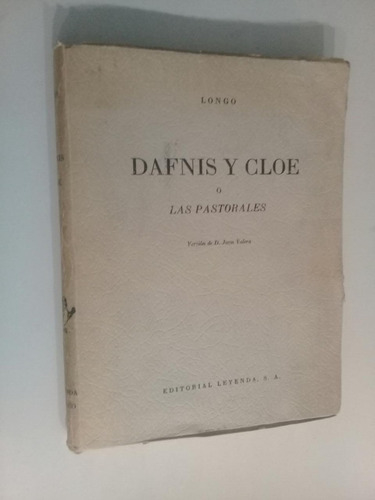 LONGO
DAFNIS Y CLOE
O
LAS PASTORALES
Versión de D. Juan Valera
EDITORIAL LEYENDA, S. A.